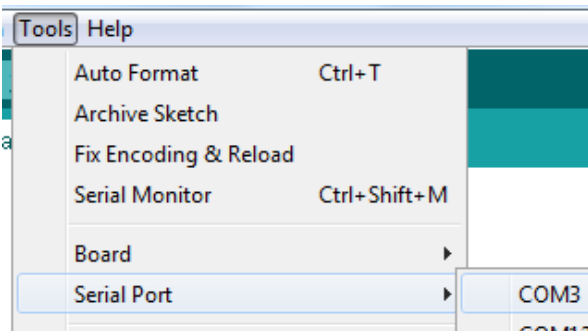 Tools Help
Auto Format Ctrl+T
Archive Sketch
Fix Encoding & Reload
Serial Monitor Ctrl+Shift+M
Board
Serial Port COM3